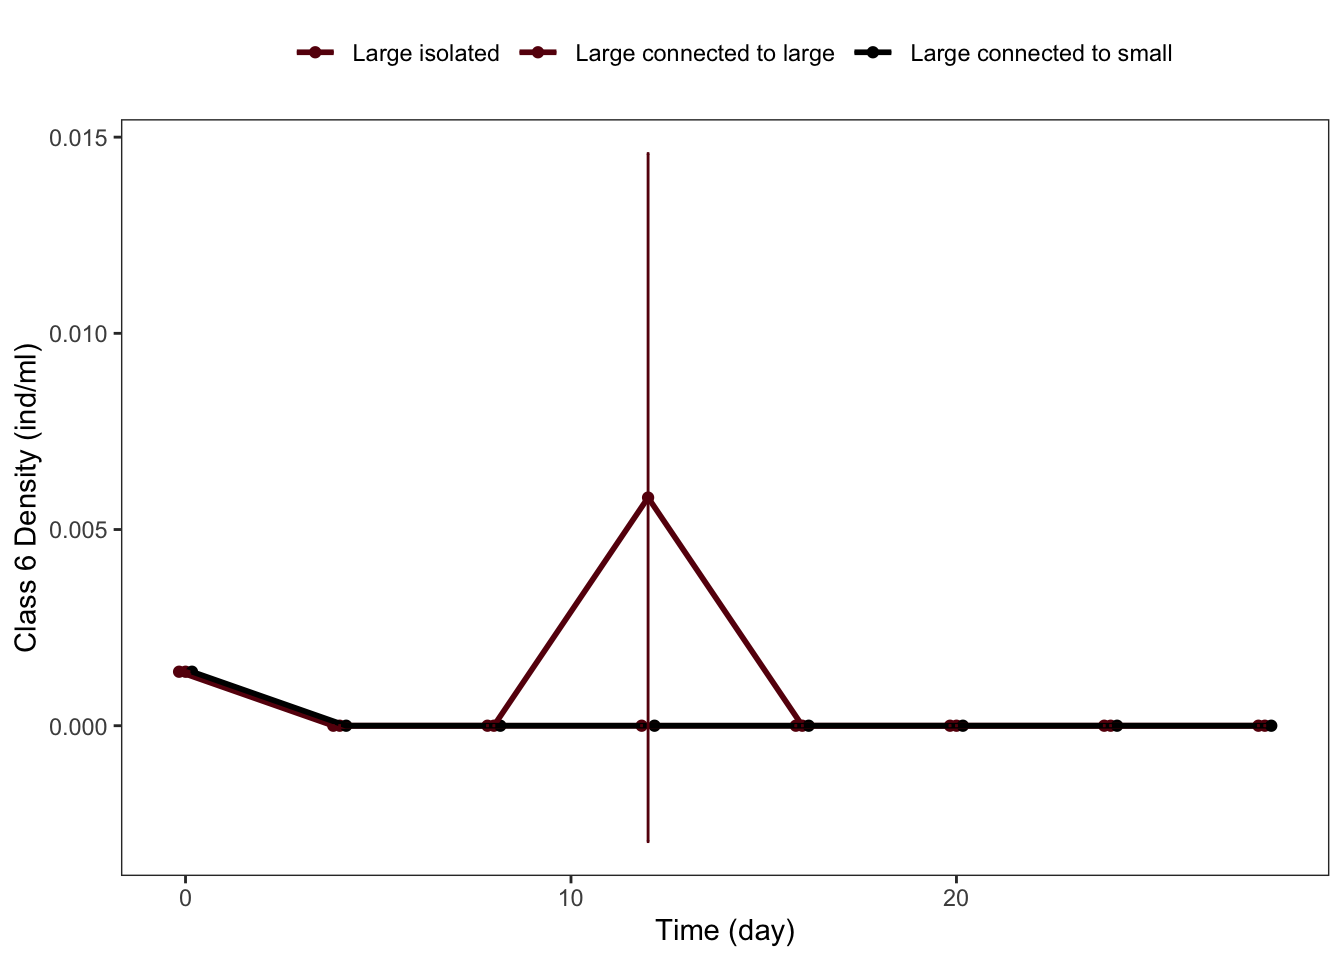 Large isolated Large connected to large Large connected to small
0.015
0.010
0.005
0.000
Class 6 Density (ind/ml)
0 10 20
Time (day)